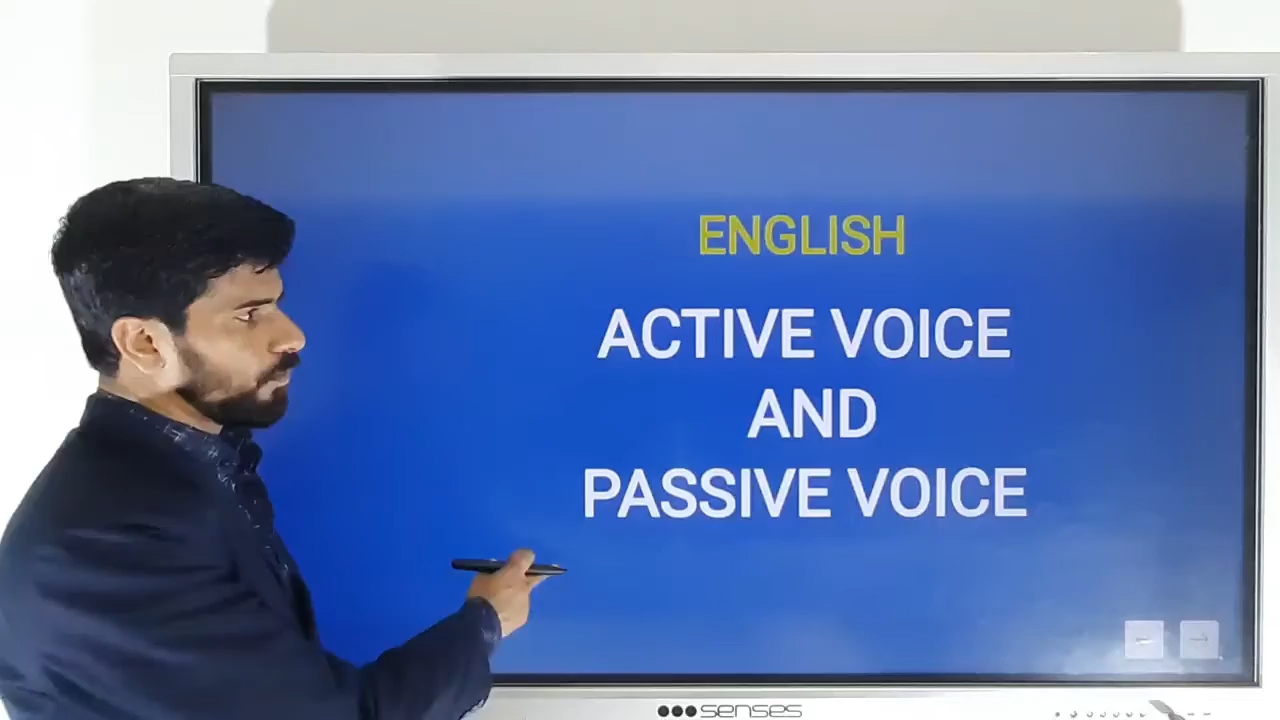 ENGLISH
ACTIVE VOICE
AND
PASSIVE VOICE
senses